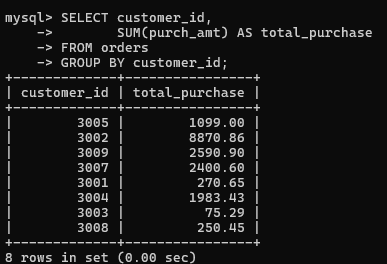 mysql> SELECT customer_id,
    ->        SUM(purch_amt) AS total_purchase
    -> FROM orders
    -> GROUP BY customer_id;
+-------------+----------------+
| customer_id | total_purchase |
+-------------+----------------+
|        3005 |        1099.00 |
|        3002 |        8870.86 |
|        3009 |        2590.90 |
|        3007 |        2400.60 |
|        3001 |         270.65 |
|        3004 |        1983.43 |
|        3003 |          75.29 |
|        3008 |         250.45 |
+-------------+----------------+
8 rows in set (0.00 sec)